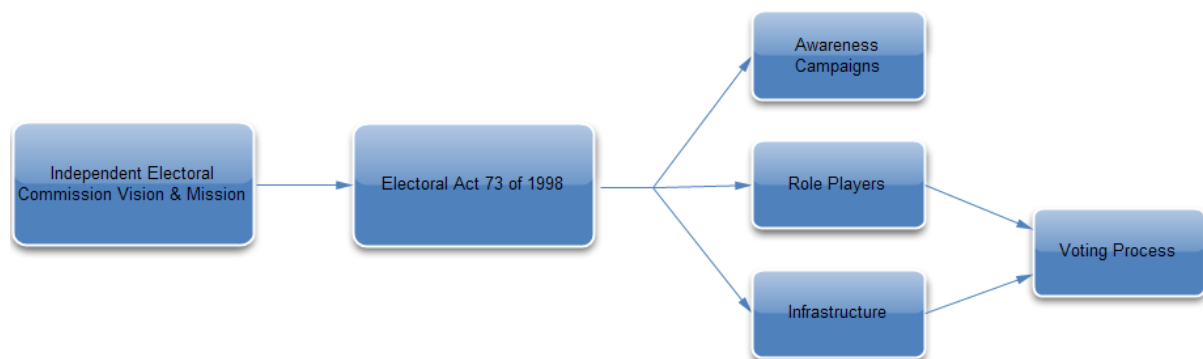 Independent Electoral
Commission Vision & Mission
Electoral Act 73 of 1998
Awareness
Campaigns
Role Players
Infrastructure
Voting Process